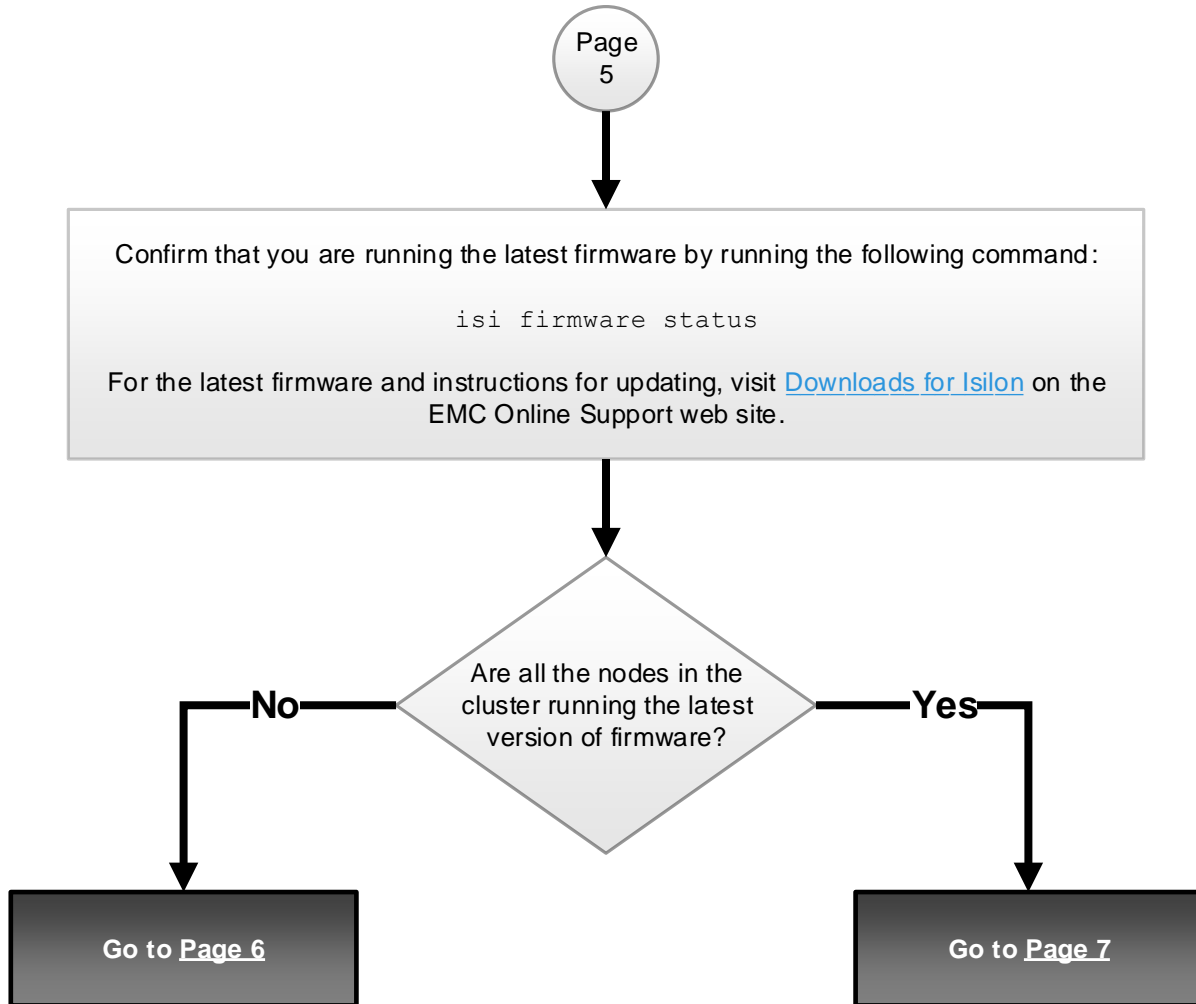 Page
5
Confirm that you are running the latest firmware by running the following command:
isi firmware status
For the latest firmware and instructions for updating, visit Downloads for Isilon on the
EMC Online Support web site.
Are all the nodes in the
cluster running the latest
version of firmware?
No
Yes
Go to Page 6
Go to Page 7